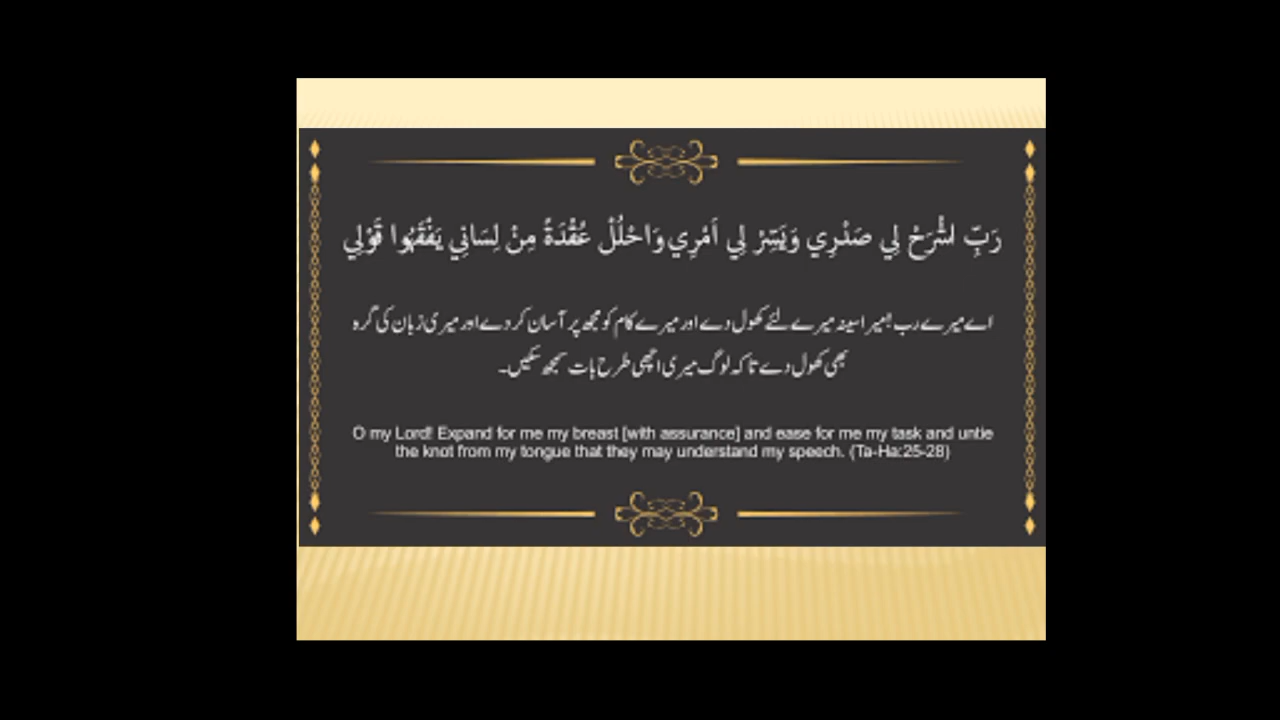 رَبِّ اشْرَحْ لِي صَدْرِي وَيَسِّرْ لِي أَمْرِي وَاحْلُلْ عُقْدَةً مِنْ لِسَانِي يَفْقَهُوا قَوْلِي
اے میرے رب !میرا سینہ میرے لئے کھول دے اور میرے کام کو مجھ پر آسان کر دے اور میری زبان کی گرہ
بھی کھول دے تاکہ لوگ میری اچھی طرح بات سمجھ سکیں۔
O my Lord! Expand for me my breast [with assurance] and ease for me my task and untie
the knot from my tongue that they may understand my speech. (Ta-Ha:25-28)